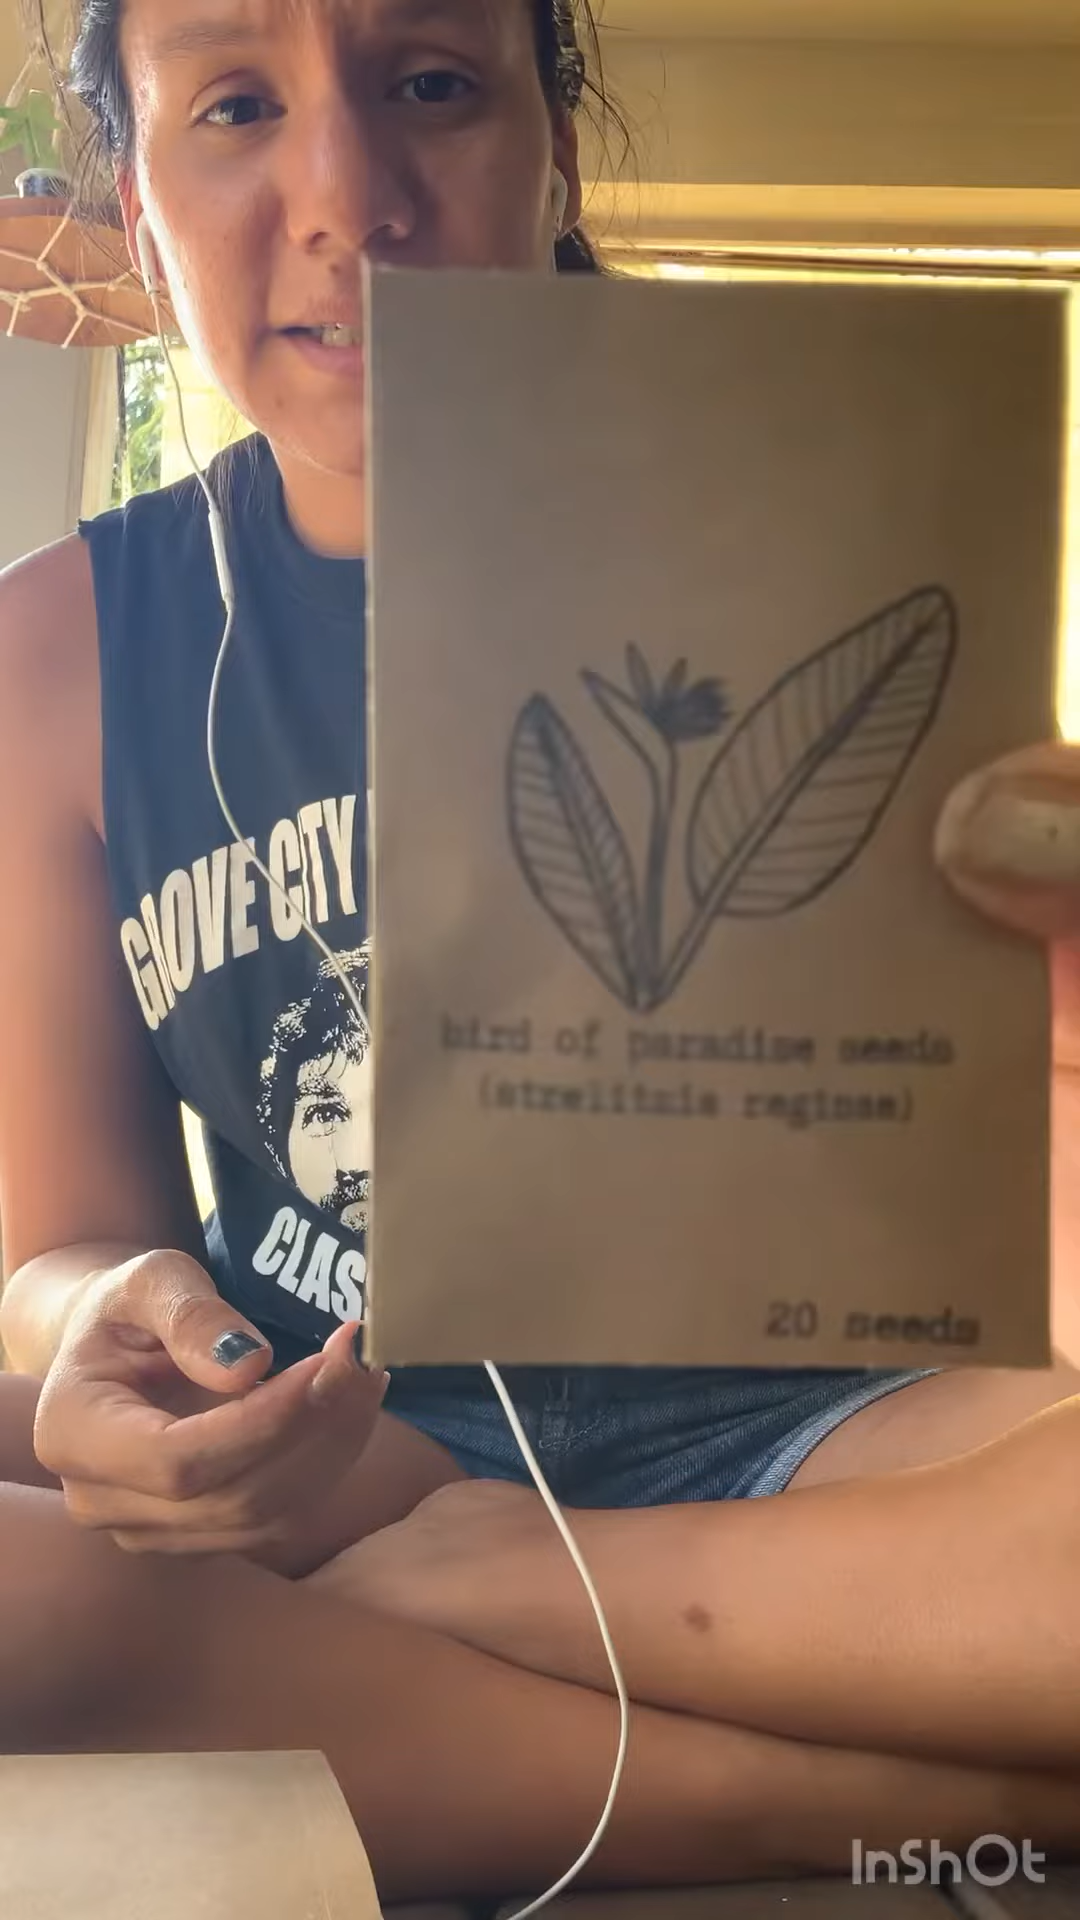 GROVE CITY
CLAS
bird of paradise seeds
(strelitzia reginae)
20 seeds
InShOt